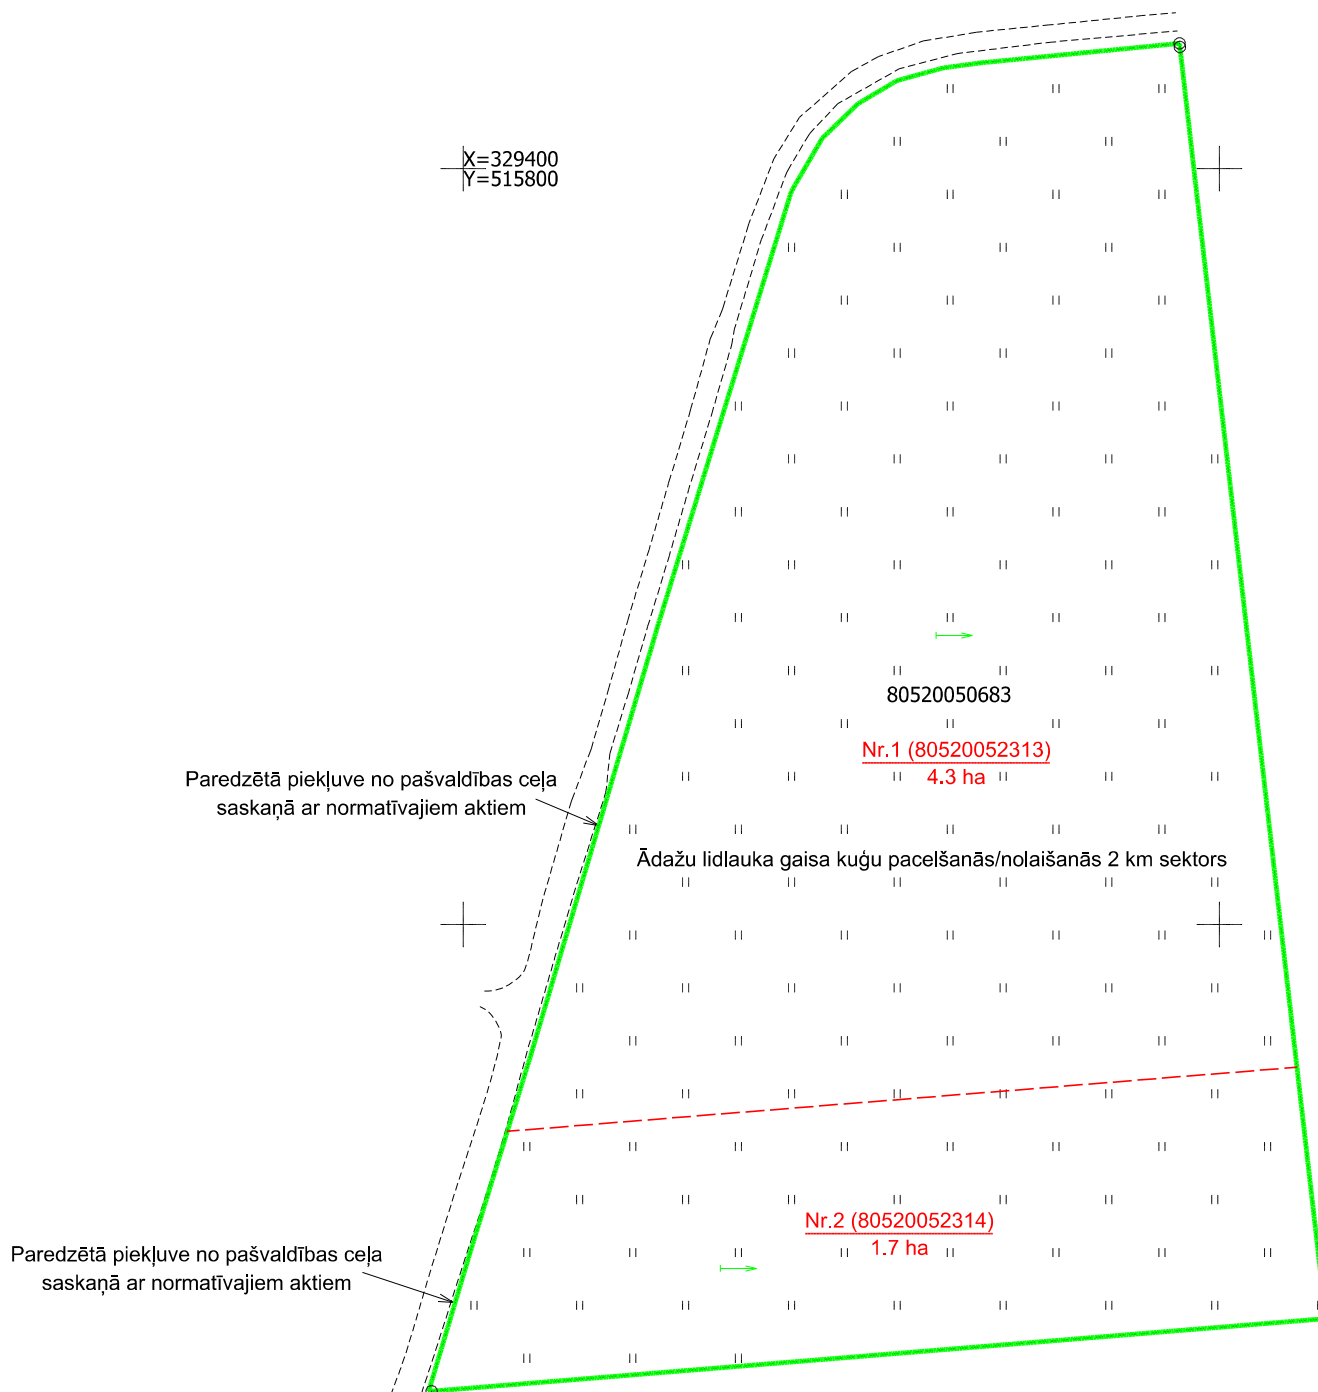 X=329400
Y=515800
80520050683
Nr.1 (80520052313)
4.3 ha
Paredzētā piekļuve no pašvaldības ceļa
saskaņā ar normatīvajiem aktiem
Ādažu lidlauka gaisa kuģu pacelšanās/nolaišanās 2 km sektors
Nr.2 (80520052314)
1.7 ha
Paredzētā piekļuve no pašvaldības ceļa
saskaņā ar normatīvajiem aktiem